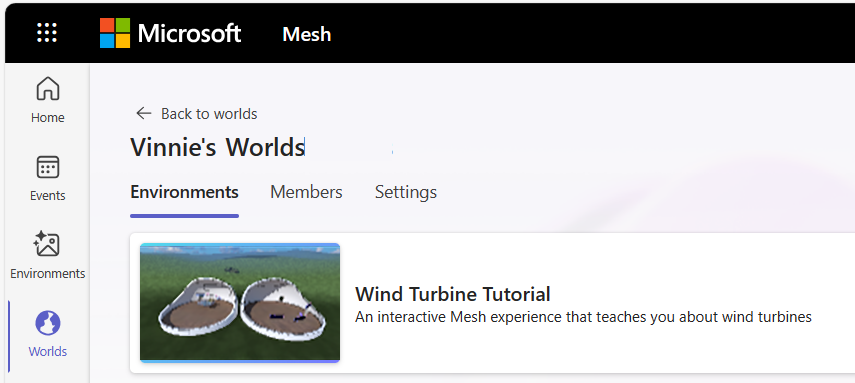 Microsoft Mesh
Home
Events
Environments
Worlds
Back to worlds
Vinnie's Worlds
Environments Members Settings
Wind Turbine Tutorial
An interactive Mesh experience that teaches you about wind turbines